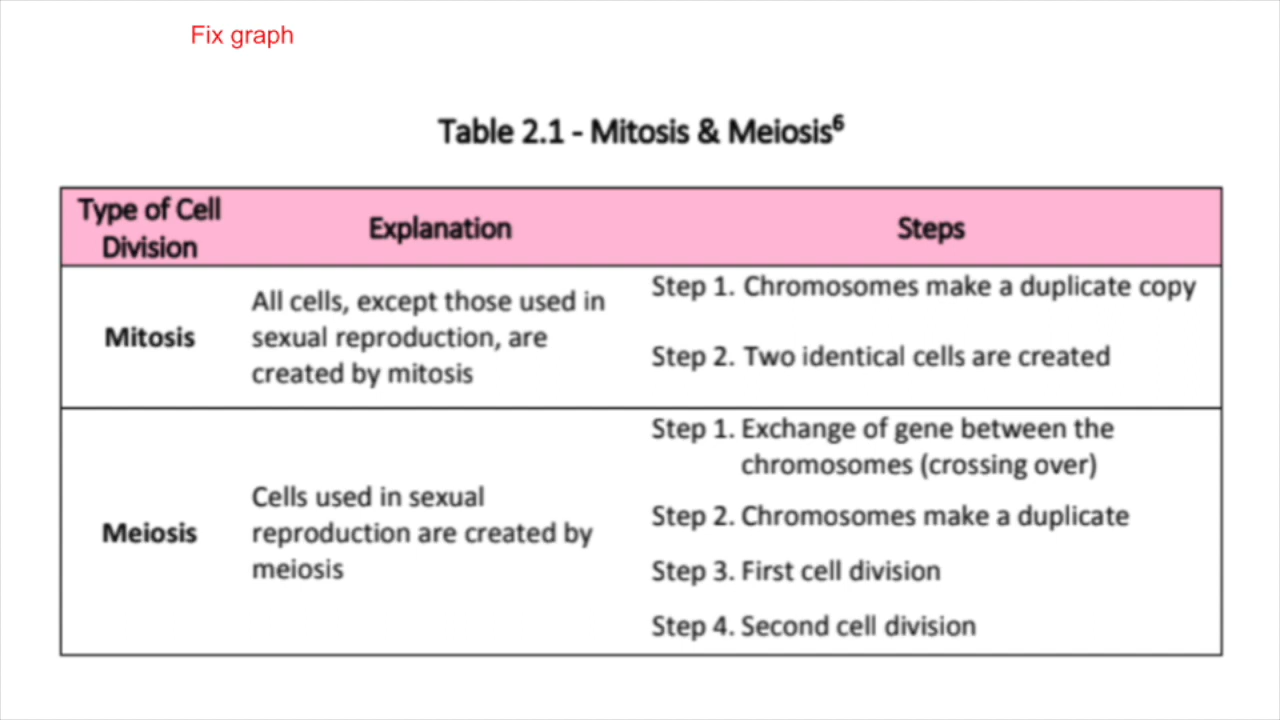 Fix graph
Table 2.1 - Mitosis & Meiosis⁶
Type of Cell
Division
Explanation
Steps
Mitosis
All cells, except those used in
sexual reproduction, are
created by mitosis
Step 1. Chromosomes make a duplicate copy
Step 2. Two identical cells are created
Meiosis
Cells used in sexual
reproduction are created by
meiosis
Step 1. Exchange of gene between the
chromosomes (crossing over)
Step 2. Chromosomes make a duplicate
Step 3. First cell division
Step 4. Second cell division